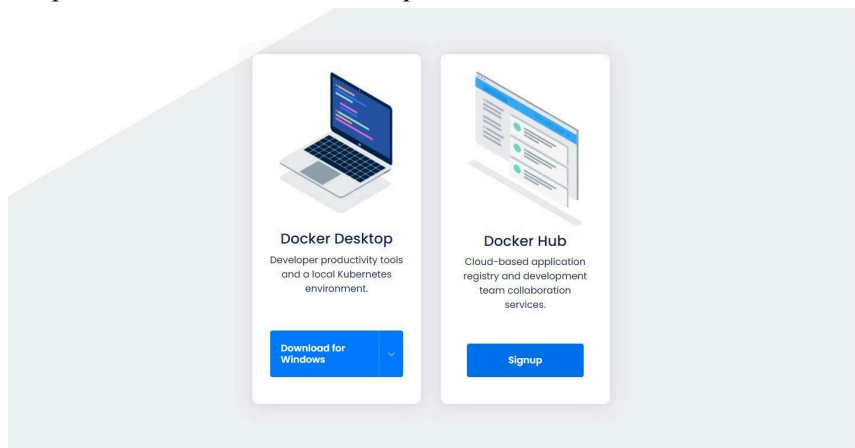 Docker Desktop
Developer productivity tools
and a local Kubernetes
environment.
Download for
Windows
Docker Hub
Cloud-based application
registry and development
team collaboration
services.
Signup